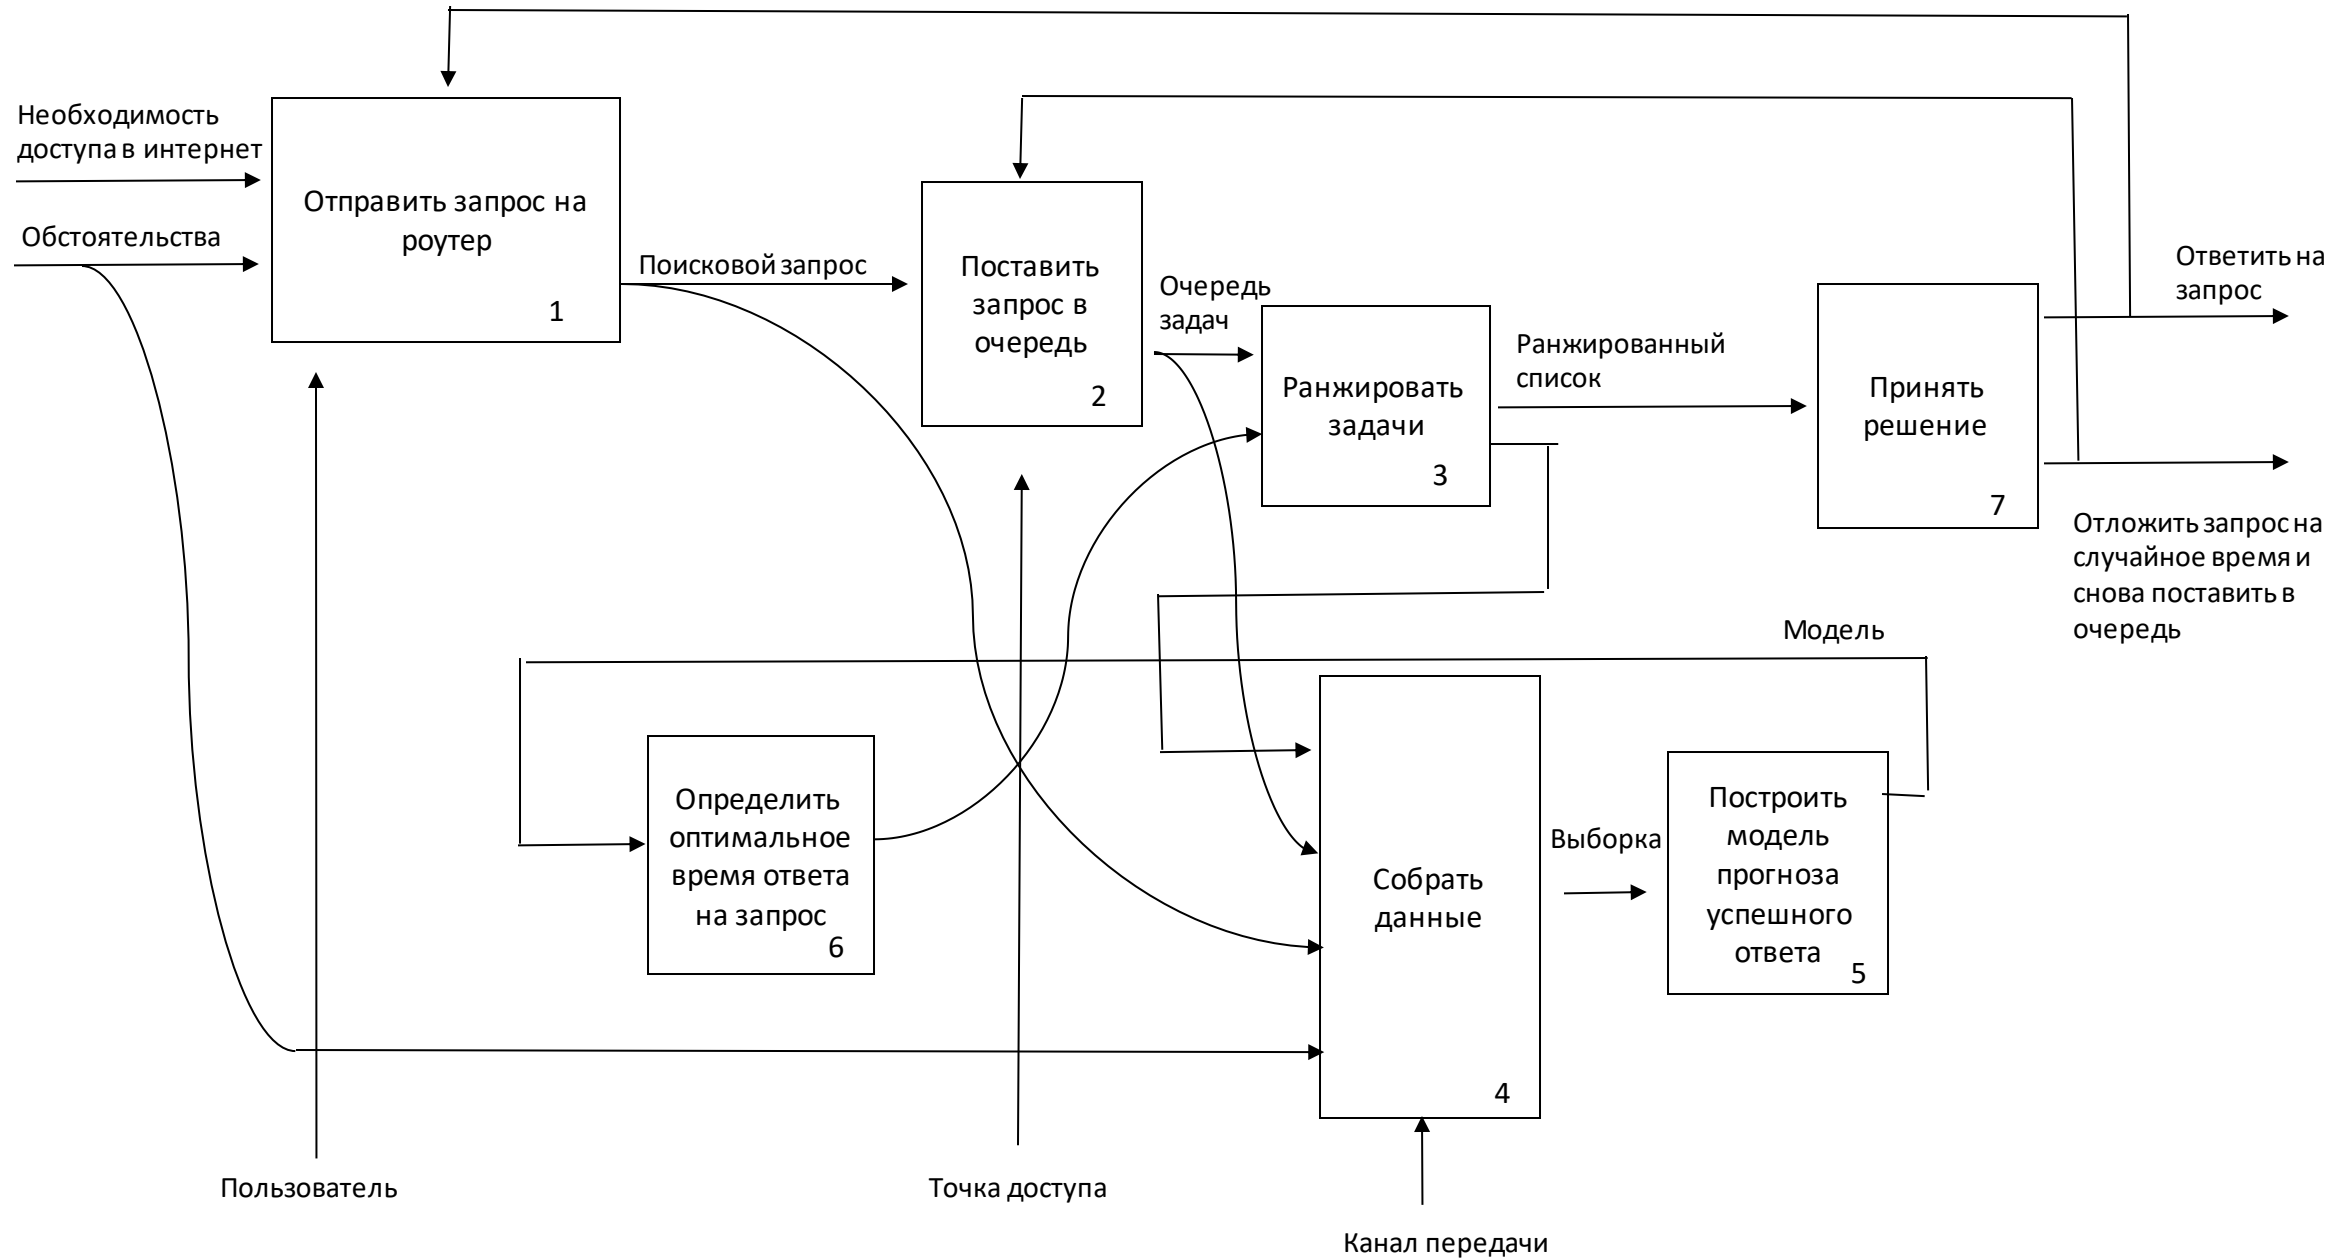 Необходимость
доступа в интернет
Обстоятельства
Отправить запрос на
роутер
1
Поисковой запрос
Поставить
запрос в
очередь
2
Очередь
задач
Ранжировать
задачи
3
Ранжированный
список
Принять
решение
7
Ответить на
запрос
Отложить запрос на
случайное время и
снова поставить в
очередь
Модель
Определить
оптимальное
время ответа
на запрос
6
Собрать
данные
4
Выборка
Построить
модель
прогноза
успешного
ответа
5
Пользователь
Точка доступа
Канал передачи